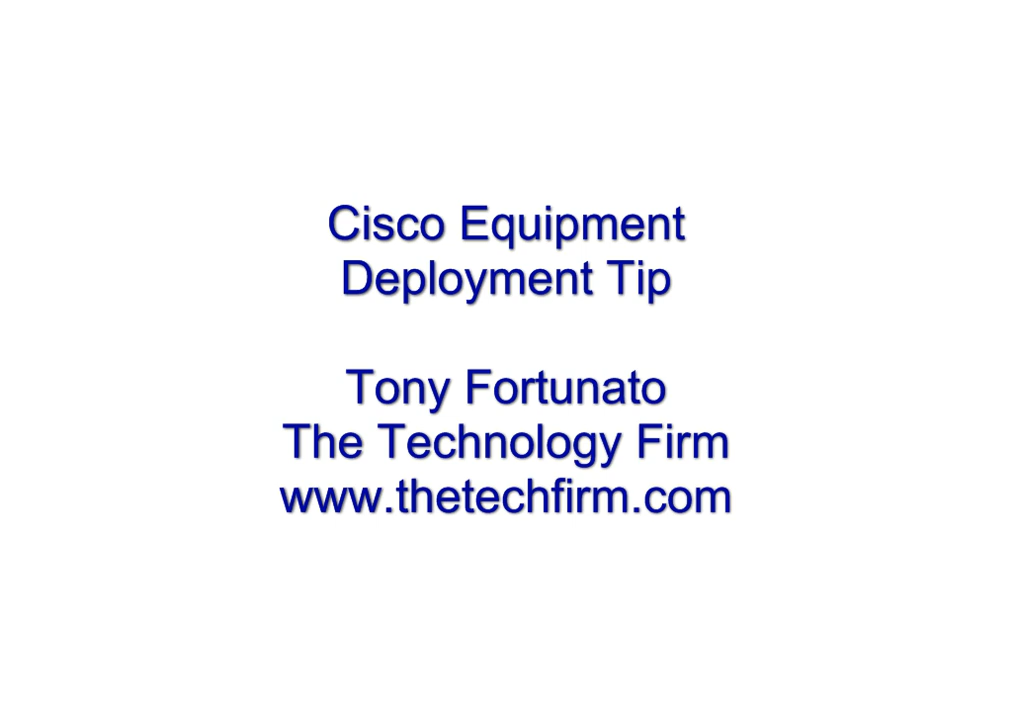 Cisco Equipment
Deployment Tip
Tony Fortunato
The Technology Firm
www.thetechfirm.com